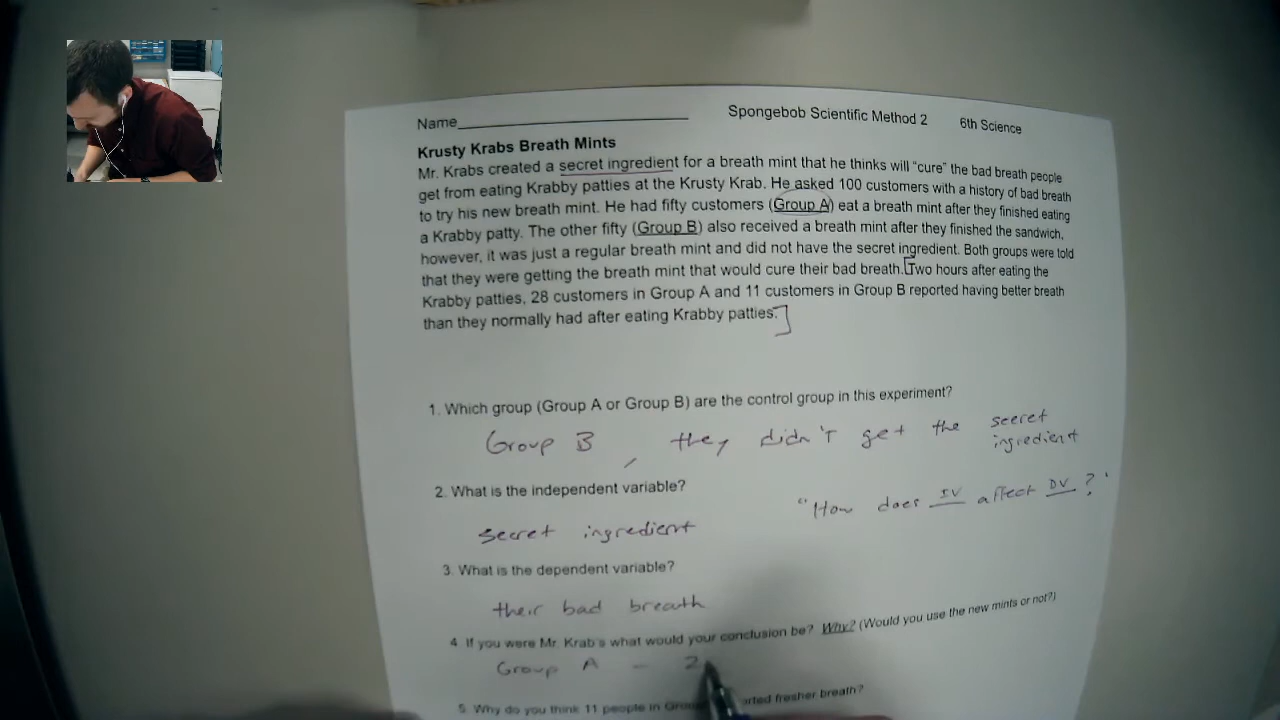 Name
Spongebob Scientific Method 2 6th Science
Krusty Krabs Breath Mints
Mr. Krabs created a secret ingredient for a breath mint that he thinks will “cure” the bad breath people
get from eating Krabby patties at the Krusty Krab. He asked 100 customers with a history of bad breath
to try his new breath mint. He had fifty customers (Group A) eat a breath mint after they finished eating
a Krabby patty. The other fifty (Group B) also received a breath mint after they finished the sandwich,
however, it was just a regular breath mint and did not have the secret ingredient. Both groups were told
that they were getting the breath mint that would cure their bad breath. Two hours after eating the
Krabby patties, 28 customers in Group A and 11 customers in Group B reported having better breath
than they normally had after eating Krabby patties.
1. Which group (Group A or Group B) are the control group in this experiment?
Group B, they didn't get the secret
ingredient
2. What is the independent variable?
"How does IV affect DV?"
secret ingredient
3. What is the dependent variable?
their bad breath
4. If you were Mr. Krab's what would your conclusion be? Why? (Would you use the new mints or not?)
Group A - 2
5. Why do you think 11 people in fresher breath?